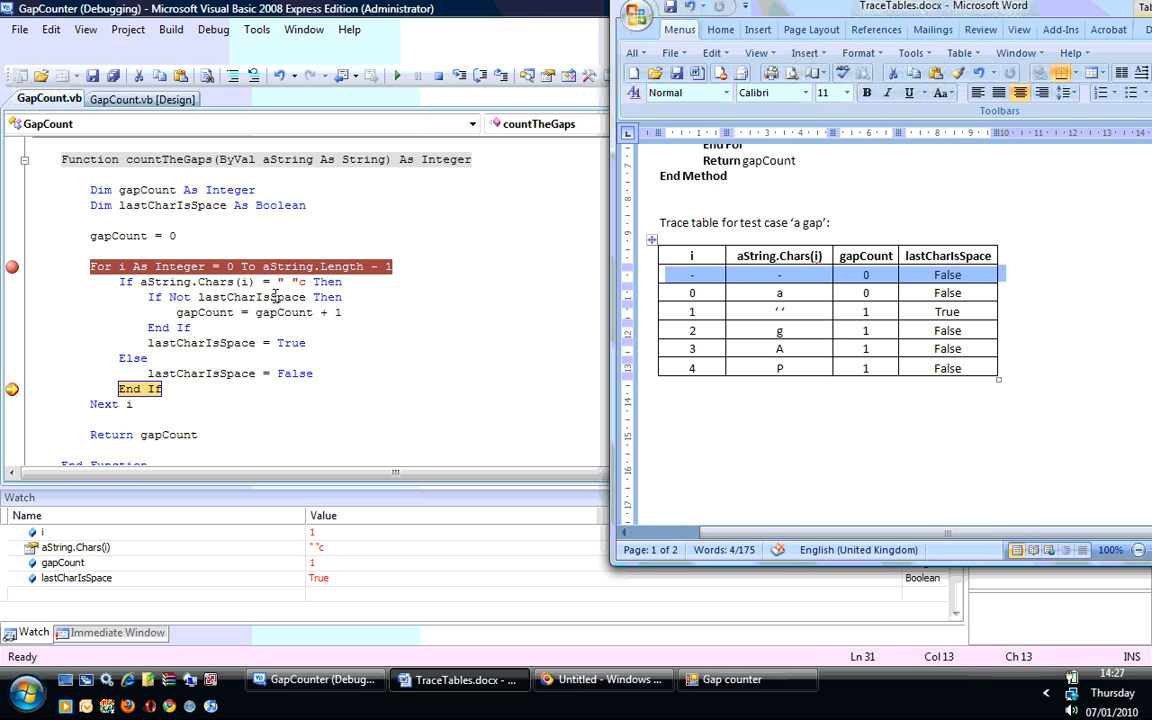 GapCounter (Debugging) - Microsoft Visual Basic 2008 Express Edition (Administrator)
File Edit View Project Build Debug Tools Window Help
GapCount.vb GapCount.vb [Design]
GapCount countTheGaps
Function countTheGaps(ByVal aString As String) As Integer
Dim gapCount As Integer
Dim lastCharIsSpace As Boolean
gapCount = 0
For i As Integer = 0 To aString.Length - 1
If aString.Chars(i) = " "c Then
If Not lastCharIsSpace Then
gapCount = gapCount + 1
End If
lastCharIsSpace = True
Else
lastCharIsSpace = False
End If
Next i
Return gapCount
End Function
Watch
Name Value
i 1
aString.Chars(i) " "c
gapCount 1
lastCharIsSpace True Boolean
Watch Immediate Window
Ready Ln 31 Col 13 Ch 13 INS
TraceTables.docx - Microsoft Word
Menus Home Insert Page Layout References Mailings Review View Add-Ins Acrobat
All File Edit View Insert Format Tools Table Window Help
Normal Calibri 11 B I U Aa
Toolbars
End For
Return gapCount
End Method
Trace table for test case ‘a gap’:
i aString.Chars(i) gapCount lastCharIsSpace
- - 0 False
0 a 0 False
1 ‘ ‘ 1 True
2 g 1 False
3 A 1 False
4 P 1 False
Page: 1 of 2 Words: 4/175 English (United Kingdom) 100%
GapCounter (Debug... TraceTables.docx - ... Untitled - Windows ... Gap counter
14:27
Thursday
07/01/2010